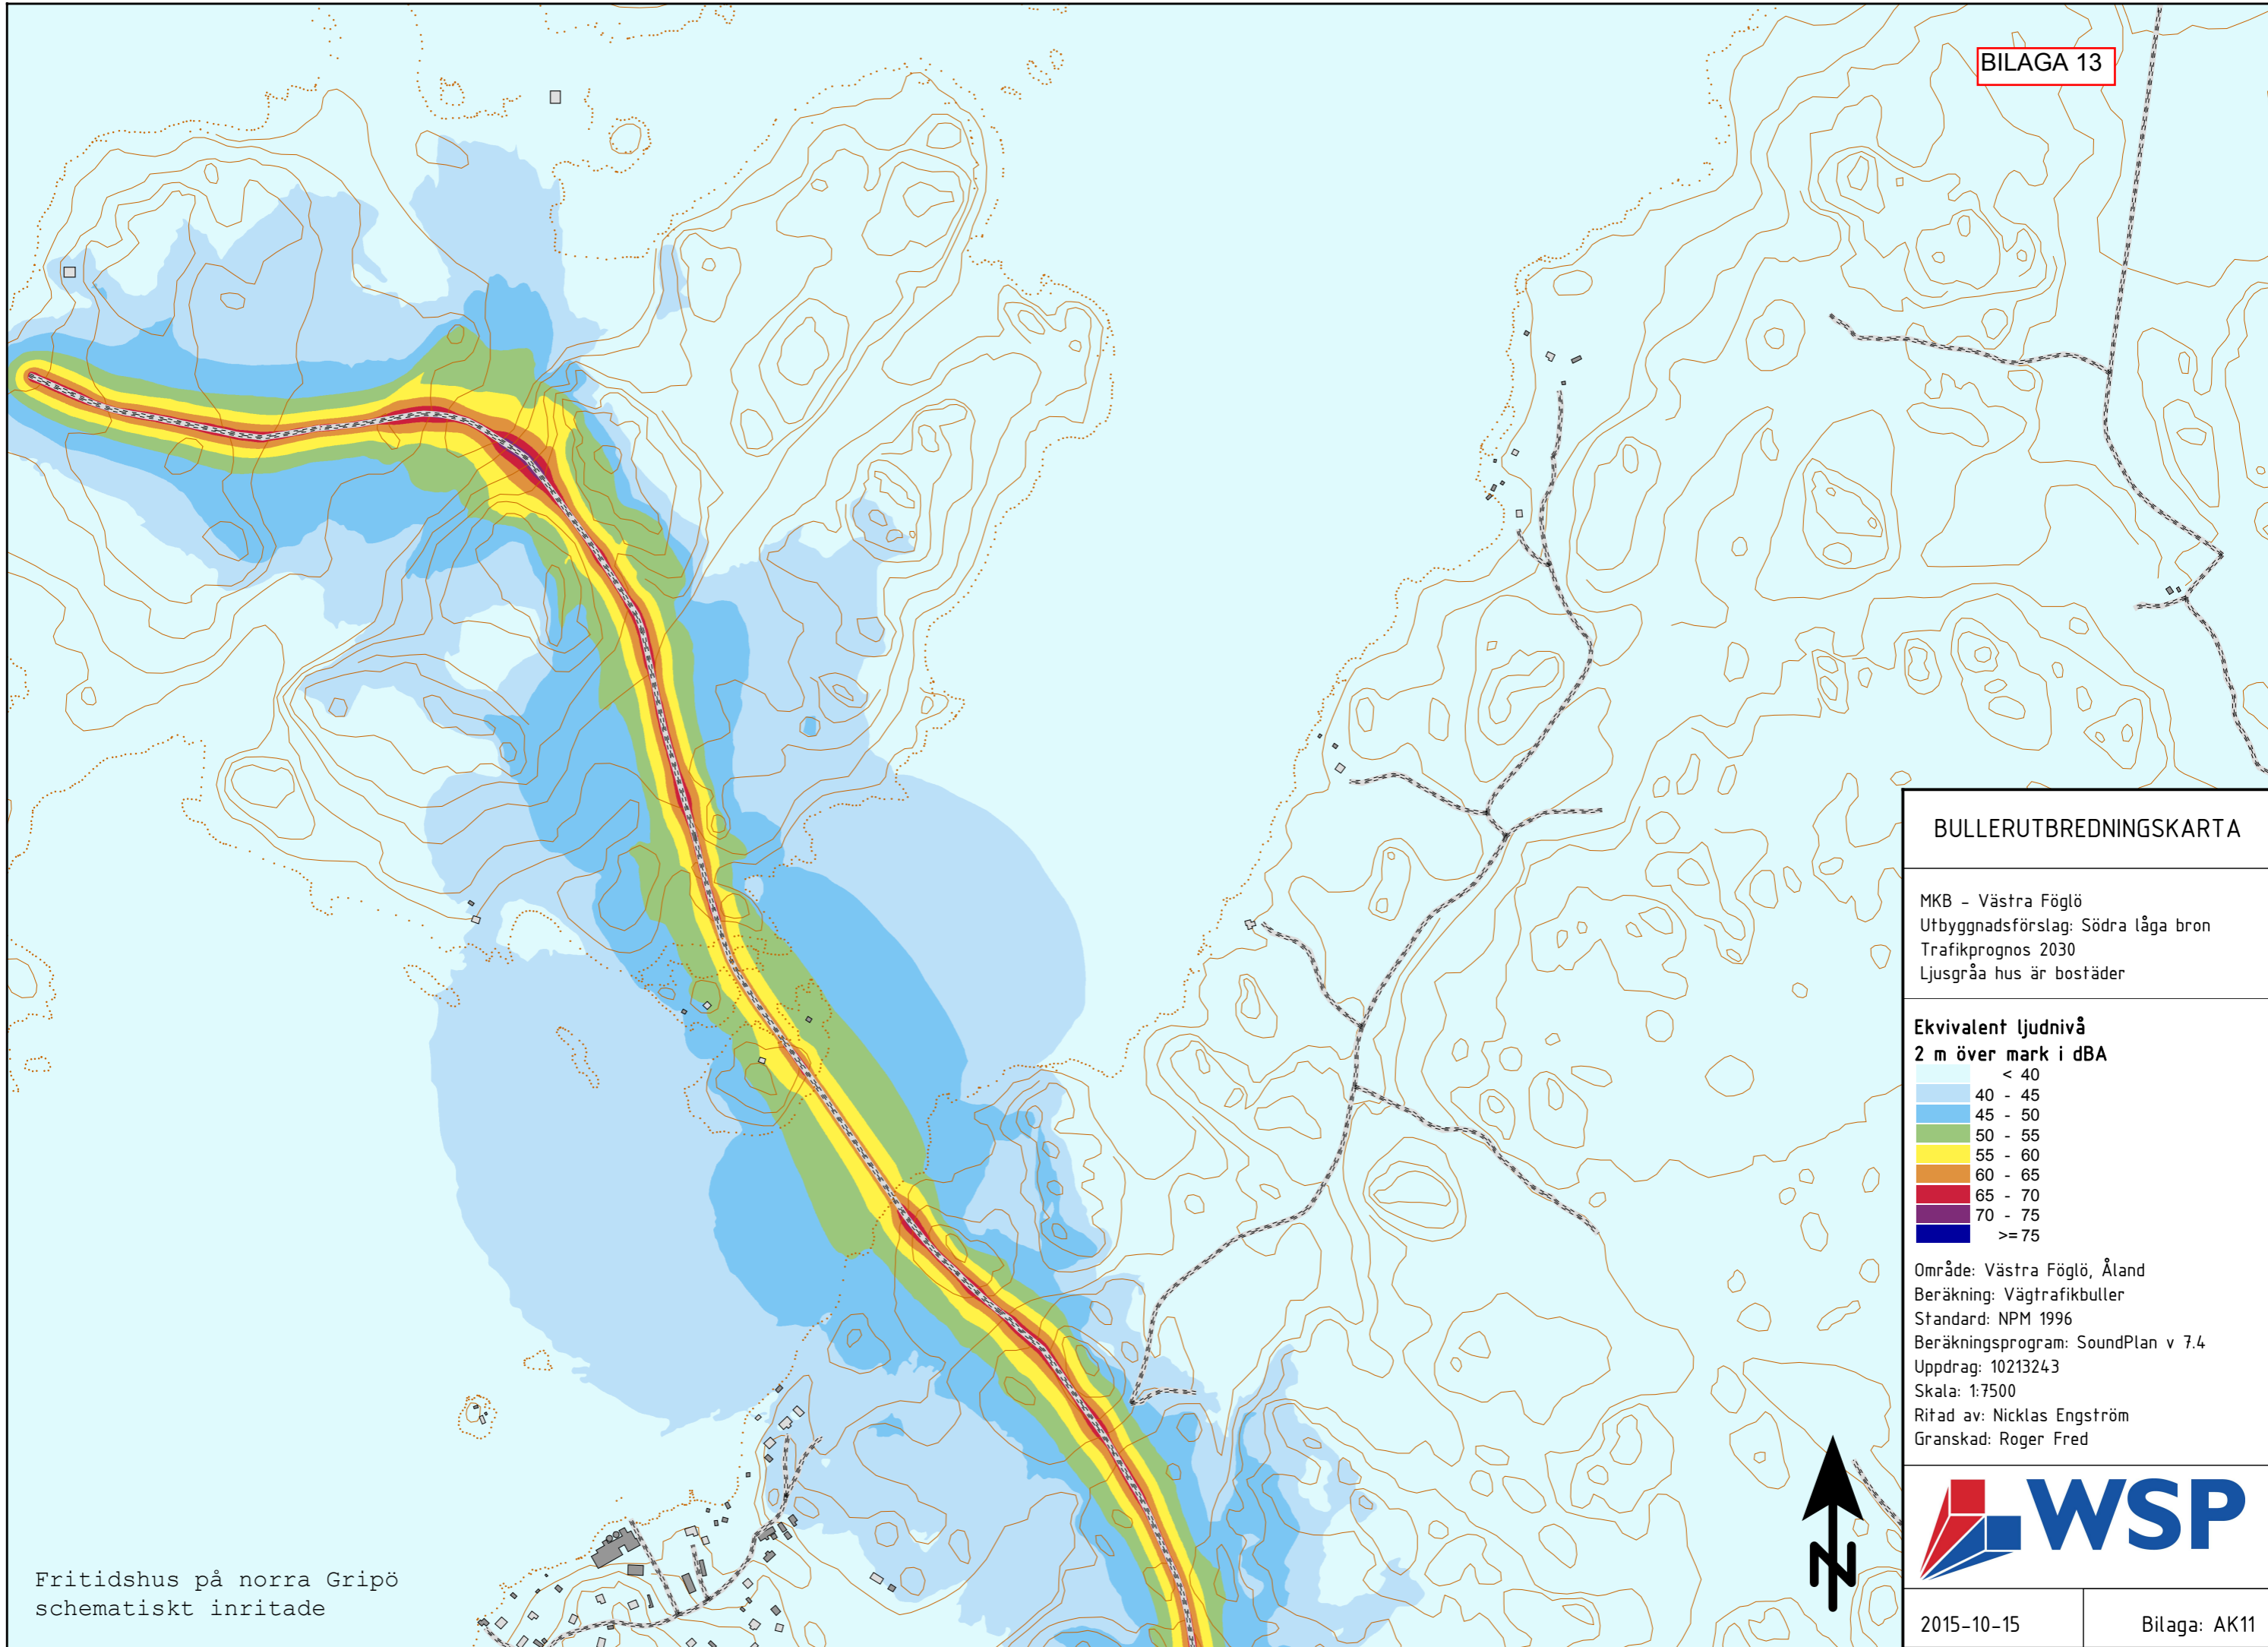 BILAGA 13
BULLERUTBREDNINGSKARTA
MKB - Västra Föglö
Utbyggnadsförslag: Södra låga bron
Trafikprognos 2030
Ljusgråa hus är bostäder
Ekvivalent ljudnivå
2 m över mark i dBA
< 40
40 - 45
45 - 50
50 - 55
55 - 60
60 - 65
65 - 70
70 - 75
>= 75
Område: Västra Föglö, Åland
Beräkning: Vägtrafikbuller
Standard: NPM 1996
Beräkningsprogram: SoundPlan v 7.4
Uppdrag: 10213243
Skala: 1:7500
Ritad av: Nicklas Engström
Granskad: Roger Fred
N
WSP
2015-10-15
Bilaga: AK11
Fritidshus på norra Gripö
schematiskt inritade